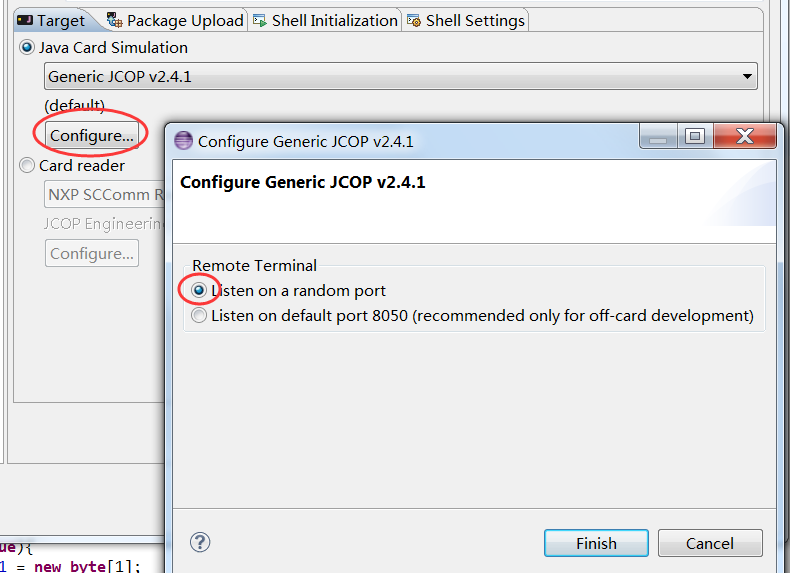 Target
Package Upload
Shell Initialization
Shell Settings
Java Card Simulation
Generic JCOP v2.4.1
(default)
Configure...
Card reader
NXP SCComm R
JCOP Engineering
Configure...
Configure Generic JCOP v2.4.1
Configure Generic JCOP v2.4.1
Remote Terminal
Listen on a random port
Listen on default port 8050 (recommended only for off-card development)
Finish
Cancel
ue){
1 = new byte[1];